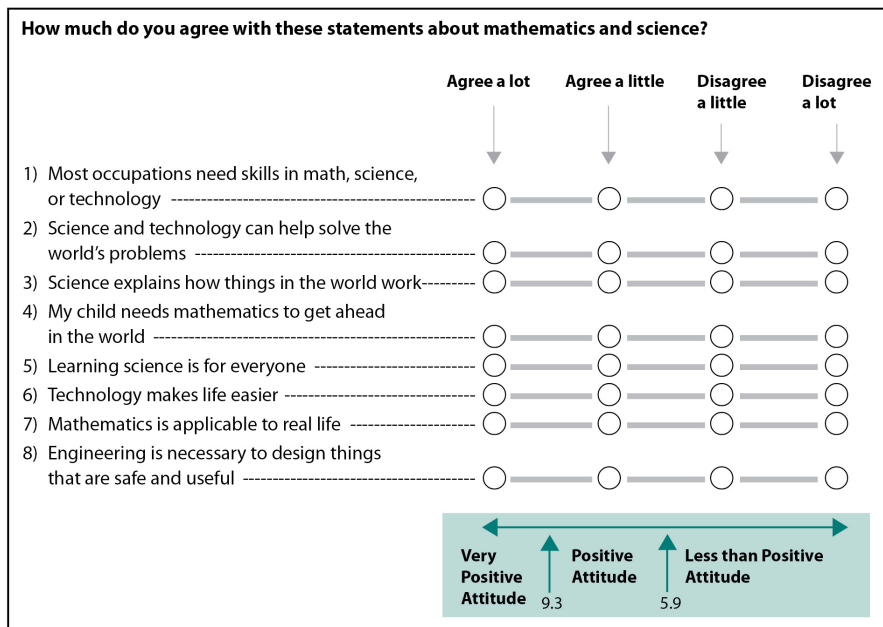 How much do you agree with these statements about mathematics and science?
Agree a lot
Agree a little
Disagree
a little
Disagree
a lot
1) Most occupations need skills in math, science,
or technology
2) Science and technology can help solve the
world's problems
3) Science explains how things in the world work
4) My child needs mathematics to get ahead
in the world
5) Learning science is for everyone
6) Technology makes life easier
7) Mathematics is applicable to real life
8) Engineering is necessary to design things
that are safe and useful
Very
Positive
Attitude
9.3
Positive
Attitude
5.9
Less than Positive
Attitude